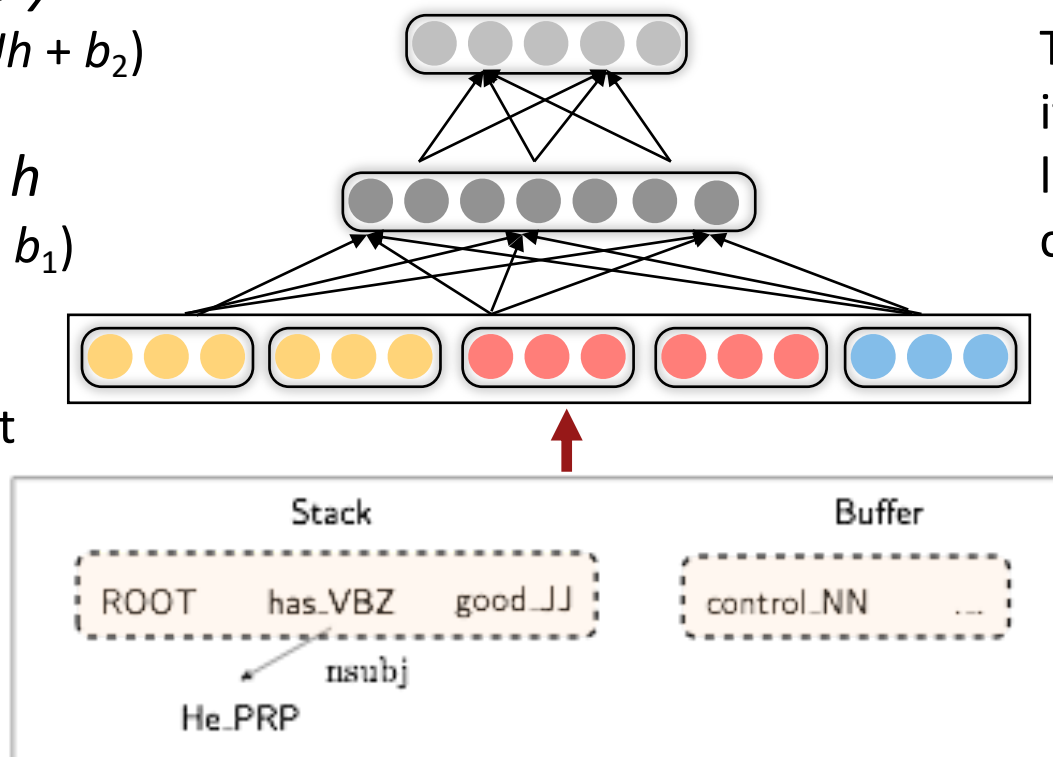 h + b2)
h
b1)
t
Stack Buffer
ROOT has_VBZ good_JJ control_NN ...
nsubj
He_PRP